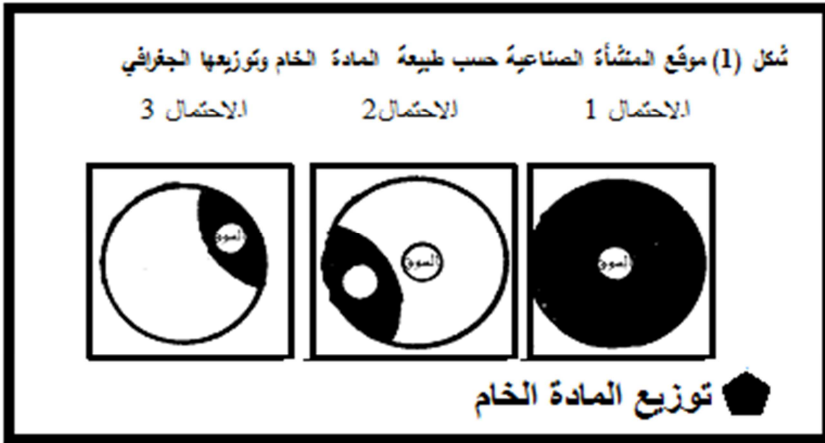 شكل (1) موقع المنشأة الصناعية حسب طبيعة المادة الخام وتوزيعها الجغرافي
الاحتمال 1
الاحتمال2
الاحتمال 3
السوق
السوق
السوق
توزيع المادة الخام